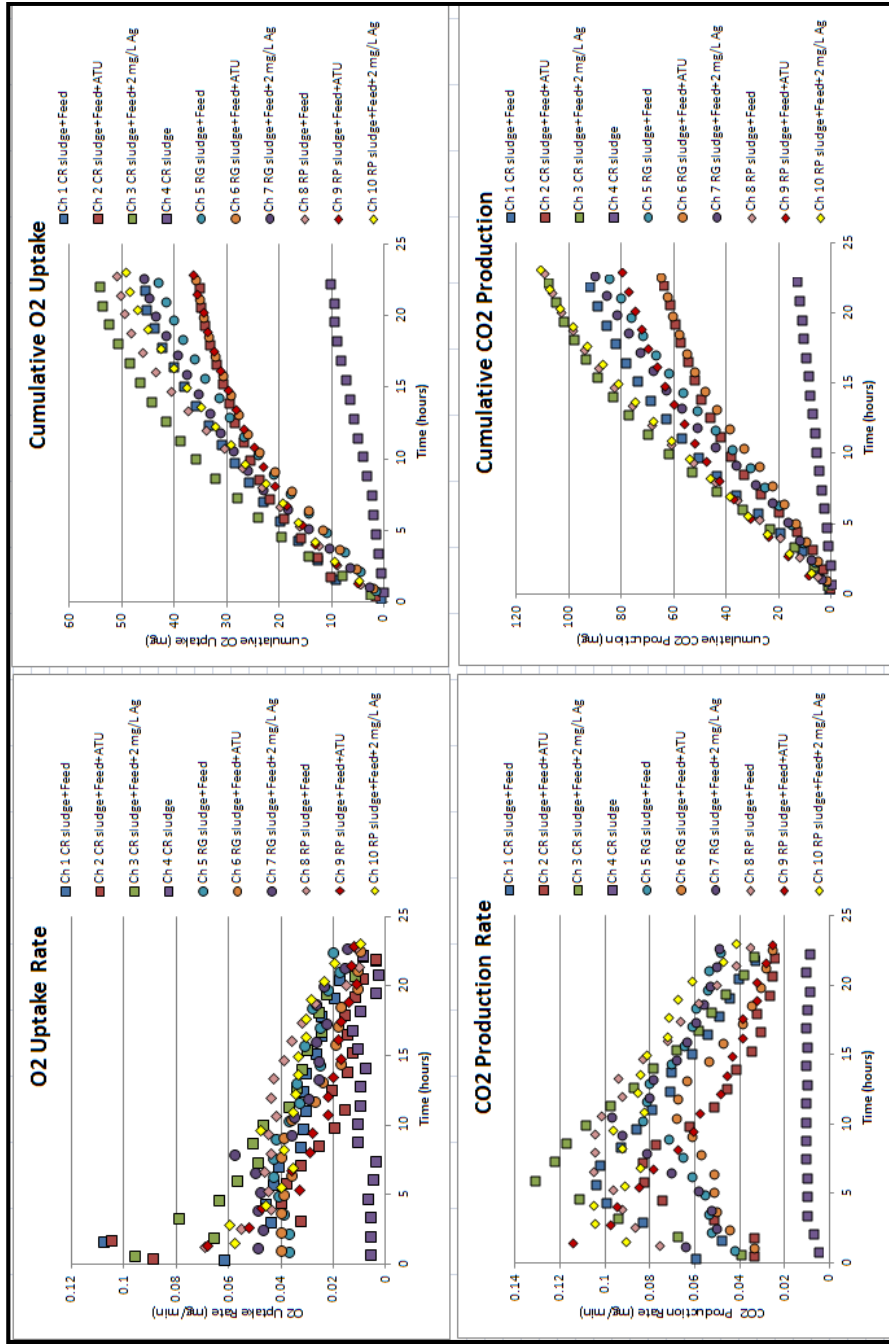 O2 Uptake Rate
0.12
0.1
0.08
0.06
0.04
0.02
0
O2 Uptake Rate (mg/min)
0
5
10
15
20
25
Time (hours)
Ch 1 CR sludge+Feed
Ch 2 CR sludge+Feed+ATU
Ch 3 CR sludge+Feed+2 mg/L Ag
Ch 4 CR sludge
Ch 5 RG sludge+Feed
Ch 6 RG sludge+Feed+ATU
Ch 7 RG sludge+Feed+2 mg/L Ag
Ch 8 RP sludge+Feed
Ch 9 RP sludge+Feed+ATU
Ch 10 RP sludge+Feed+2 mg/L Ag
Cumulative O2 Uptake
60
50
40
30
20
10
0
Cumulative O2 Uptake (mg)
0
5
10
15
20
25
Time (hours)
Ch 1 CR sludge+Feed
Ch 2 CR sludge+Feed+ATU
Ch 3 CR sludge+Feed+2 mg/L Ag
Ch 4 CR sludge
Ch 5 RG sludge+Feed
Ch 6 RG sludge+Feed+ATU
Ch 7 RG sludge+Feed+2 mg/L Ag
Ch 8 RP sludge+Feed
Ch 9 RP sludge+Feed+ATU
Ch 10 RP sludge+Feed+2 mg/L Ag
CO2 Production Rate
0.14
0.12
0.1
0.08
0.06
0.04
0.02
0
CO2 Production Rate (mg/min)
0
5
10
15
20
25
Time (hours)
Ch 1 CR sludge+Feed
Ch 2 CR sludge+Feed+ATU
Ch 3 CR sludge+Feed+2 mg/L Ag
Ch 4 CR sludge
Ch 5 RG sludge+Feed
Ch 6 RG sludge+Feed+ATU
Ch 7 RG sludge+Feed+2 mg/L Ag
Ch 8 RP sludge+Feed
Ch 9 RP sludge+Feed+ATU
Ch 10 RP sludge+Feed+2 mg/L Ag
Cumulative CO2 Production
120
100
80
60
40
20
0
Cumulative CO2 Production (mg)
0
5
10
15
20
25
Time (hours)
Ch 1 CR sludge+Feed
Ch 2 CR sludge+Feed+ATU
Ch 3 CR sludge+Feed+2 mg/L Ag
Ch 4 CR sludge
Ch 5 RG sludge+Feed
Ch 6 RG sludge+Feed+ATU
Ch 7 RG sludge+Feed+2 mg/L Ag
Ch 8 RP sludge+Feed
Ch 9 RP sludge+Feed+ATU
Ch 10 RP sludge+Feed+2 mg/L Ag